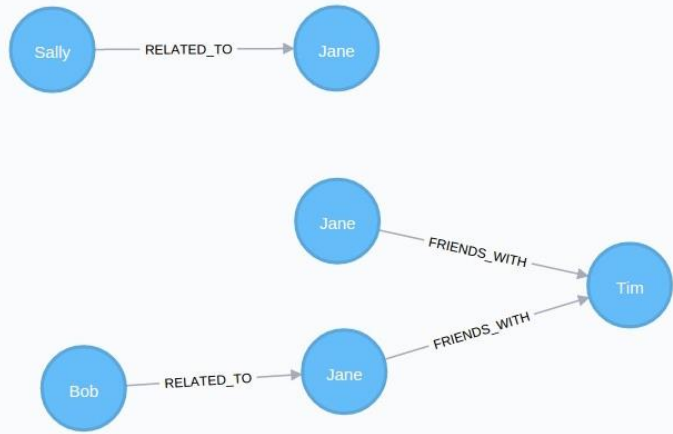 Sally
RELATED_TO
Jane
Jane
FRIENDS_WITH
Tim
FRIENDS_WITH
Jane
RELATED_TO
Bob